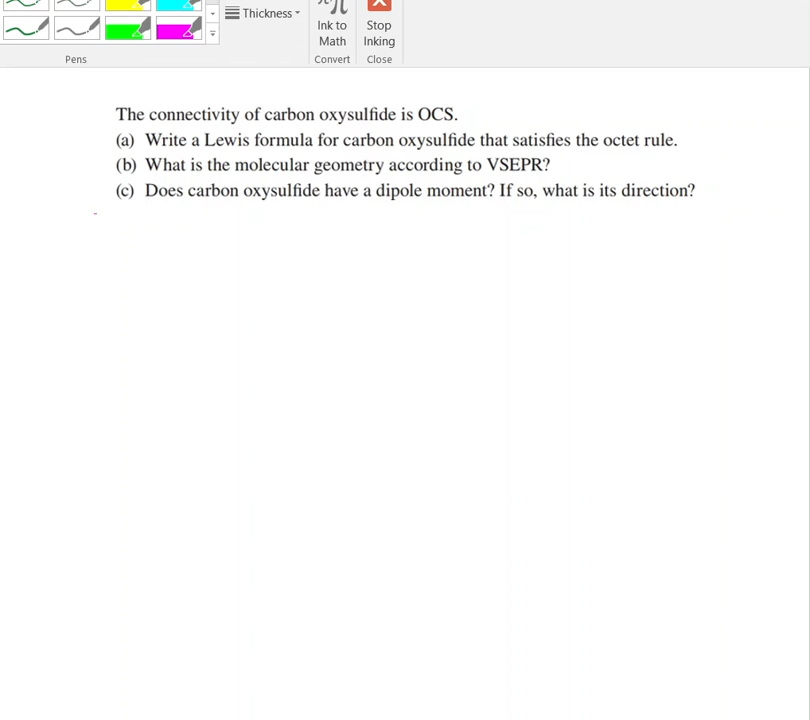 Thickness
Ink to
Math
Stop
Inking
Pens
Convert
Close
The connectivity of carbon oxysulfide is OCS.
(a) Write a Lewis formula for carbon oxysulfide that satisfies the octet rule.
(b) What is the molecular geometry according to VSEPR?
(c) Does carbon oxysulfide have a dipole moment? If so, what is its direction?